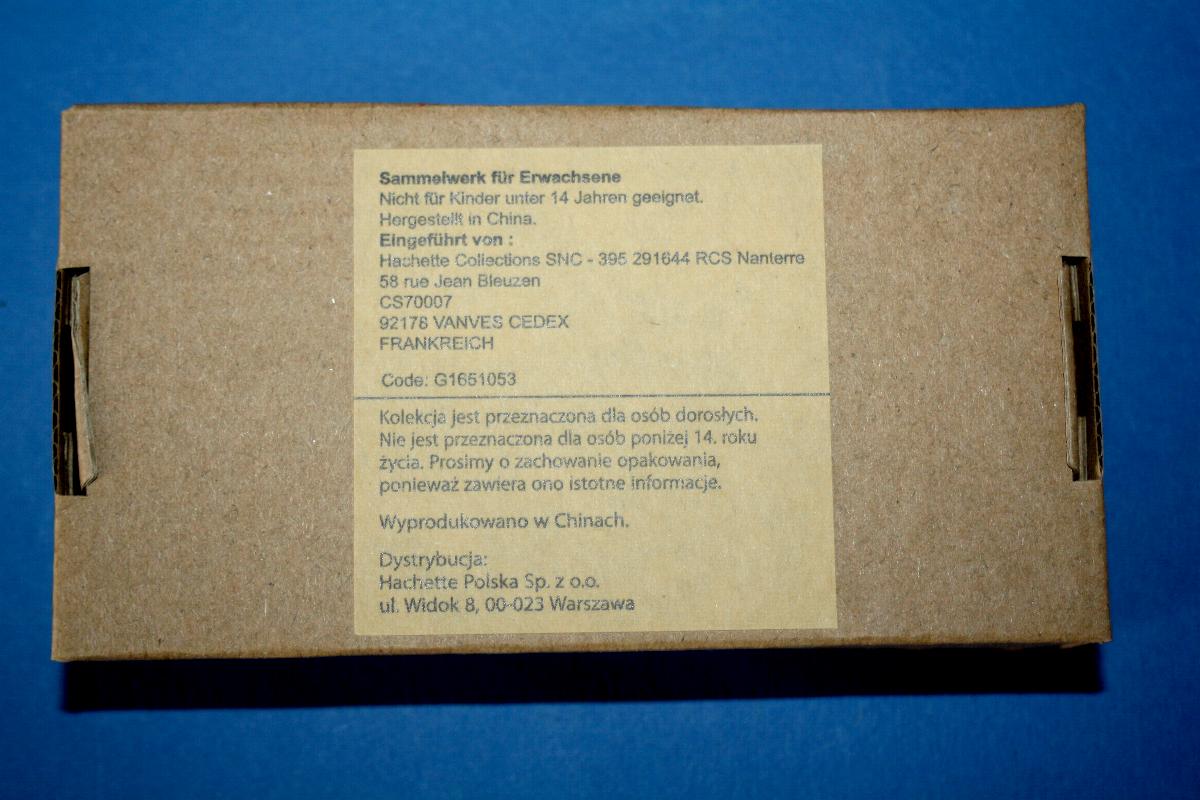 Sammelwerk für Erwachsene
Nicht für Kinder unter 14 Jahren geeignet.
Hergestellt in China.
Eingeführt von :
Hachette Collections SNC - 395 291644 RCS Nanterre
58 rue Jean Bleuzen
CS70007
92178 VANVES CEDEX
FRANKREICH
Code: G1651053
Kolekcja jest przeznaczona dla osób dorosłych.
Nie jest przeznaczona dla osób poniżej 14. roku
życia. Prosimy o zachowanie opakowania,
ponieważ zawiera ono istotne informacje.
Wyprodukowano w Chinach.
Dystrybucja:
Hachette Polska Sp. z o.o.
ul. Widok 8, 00-023 Warszawa